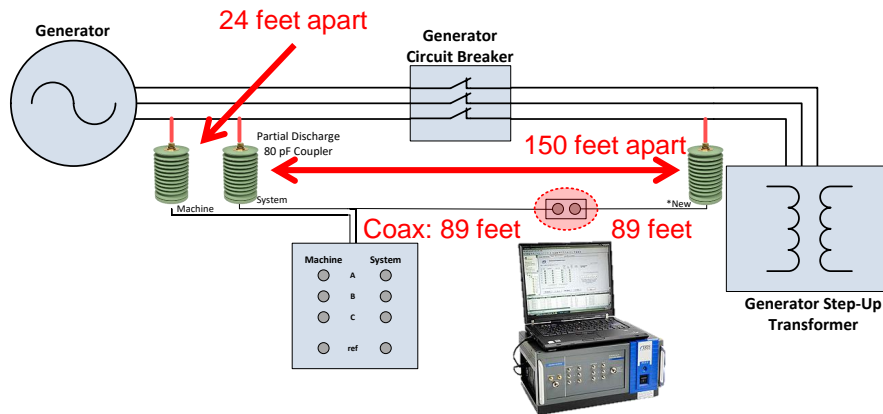 24 feet apart
Generator
Generator
Circuit Breaker
Partial Discharge
80 pF Coupler
150 feet apart
Machine
System
*New
Coax: 89 feet
89 feet
Machine
System
A
B
C
ref
Generator Step-Up
Transformer